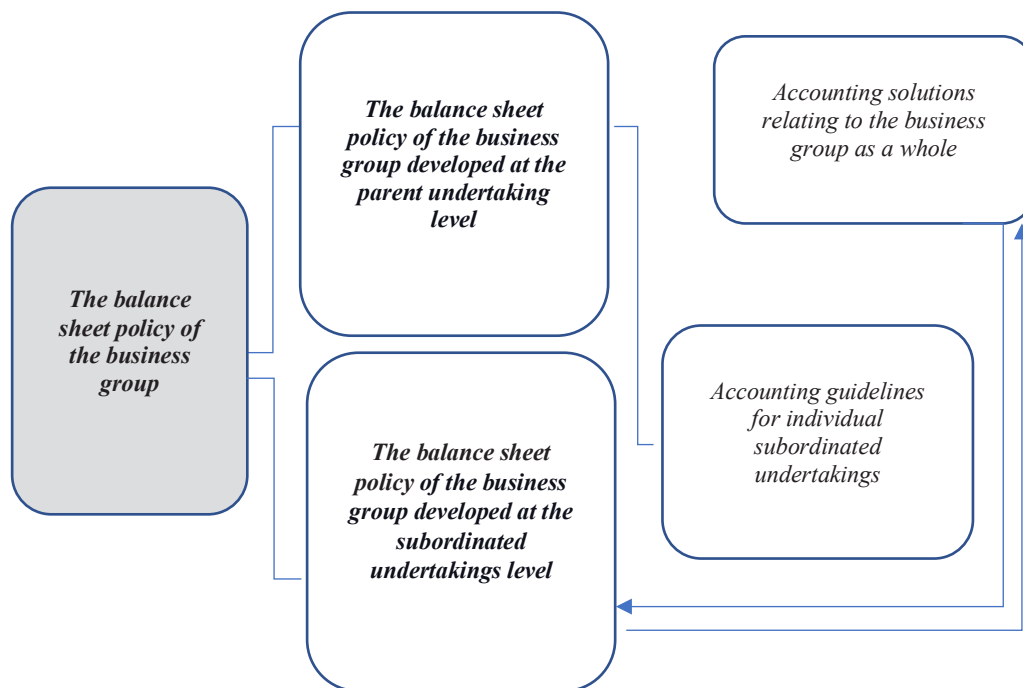 The balance
sheet policy of
the business
group
The balance sheet
policy of the business
group developed at the
parent undertaking
level
The balance sheet
policy of the business
group developed at the
subordinated
undertakings level
Accounting solutions
relating to the business
group as a whole
Accounting guidelines
for individual
subordinated
undertakings